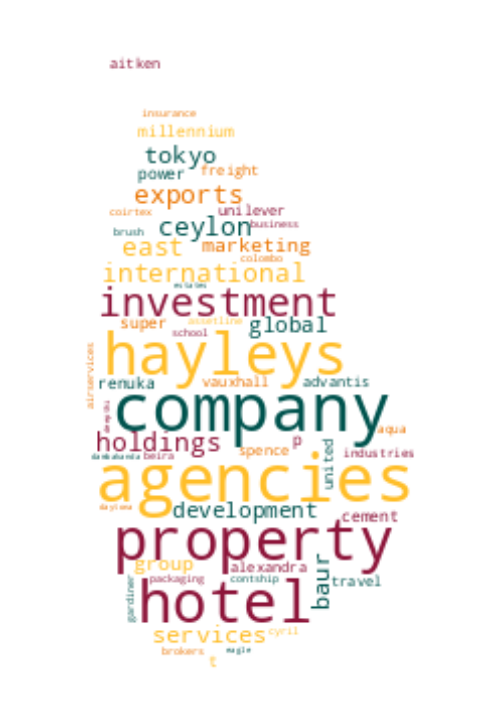 aitken
insurance
millennium
tokyo
power freight
exports
coirtex unilever
brush ceylon business
east marketing
colombo
international
estates
investment
super assetline global
school
hayleys
airservices
renuka vauxhall advantis
company
aqua
holdings p
dambakanda beira spence united industries
agencies
daytona development cement
property
group alexandra
packaging contship baur travel
gardiner hotel
services cyril
brokers eagle
t